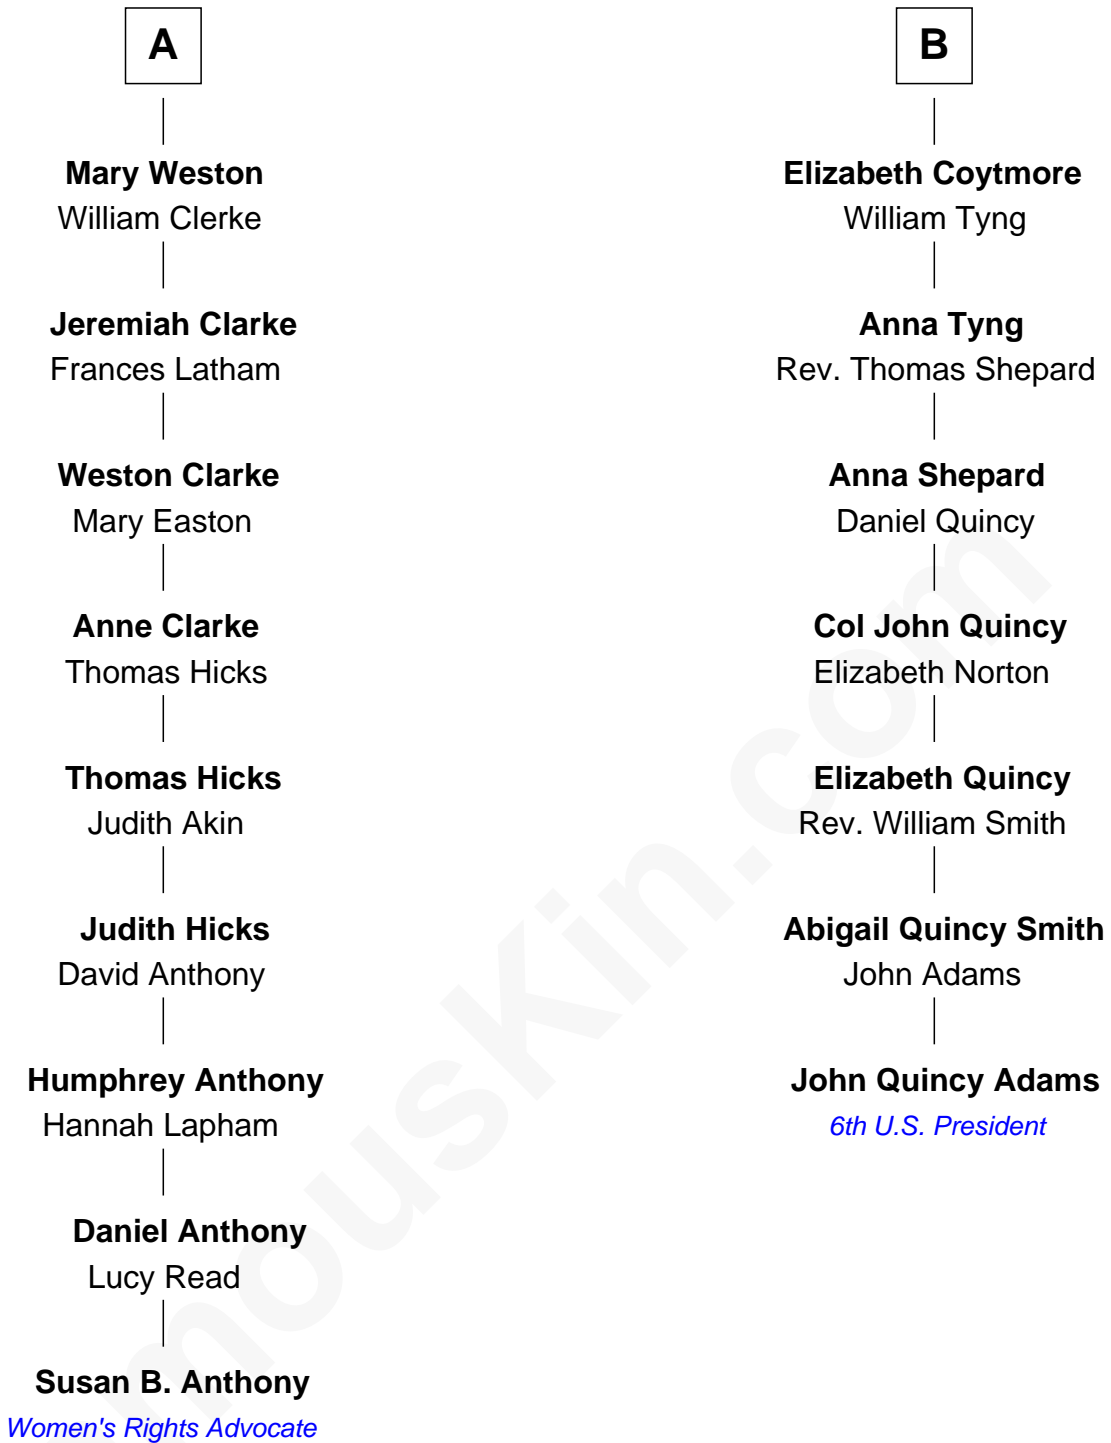 A
Mary Weston
William Clerke
Jeremiah Clarke
Frances Latham
Weston Clarke
Mary Easton
Anne Clarke
Thomas Hicks
Thomas Hicks
Judith Akin
Judith Hicks
David Anthony
Humphrey Anthony
Hannah Lapham
Daniel Anthony
Lucy Read
Susan B. Anthony
Women's Rights Advocate
B
Elizabeth Coytmore
William Tyng
Anna Tyng
Rev. Thomas Shepard
Anna Shepard
Daniel Quincy
Col John Quincy
Elizabeth Norton
Elizabeth Quincy
Rev. William Smith
Abigail Quincy Smith
John Adams
John Quincy Adams
6th U.S. President
mouskin.com